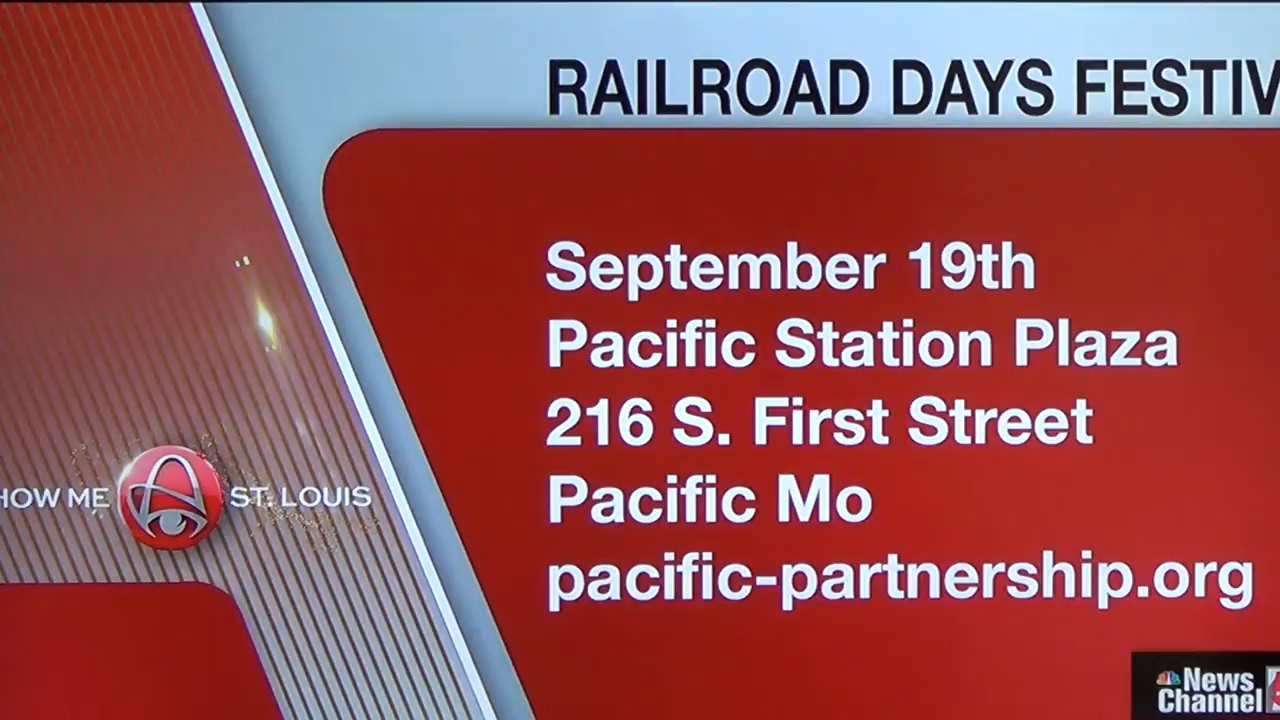 RAILROAD DAYS FESTIV
September 19th
Pacific Station Plaza
216 S. First Street
Pacific Mo
pacific-partnership.org
HOW ME ST. LOUIS
News
Channel